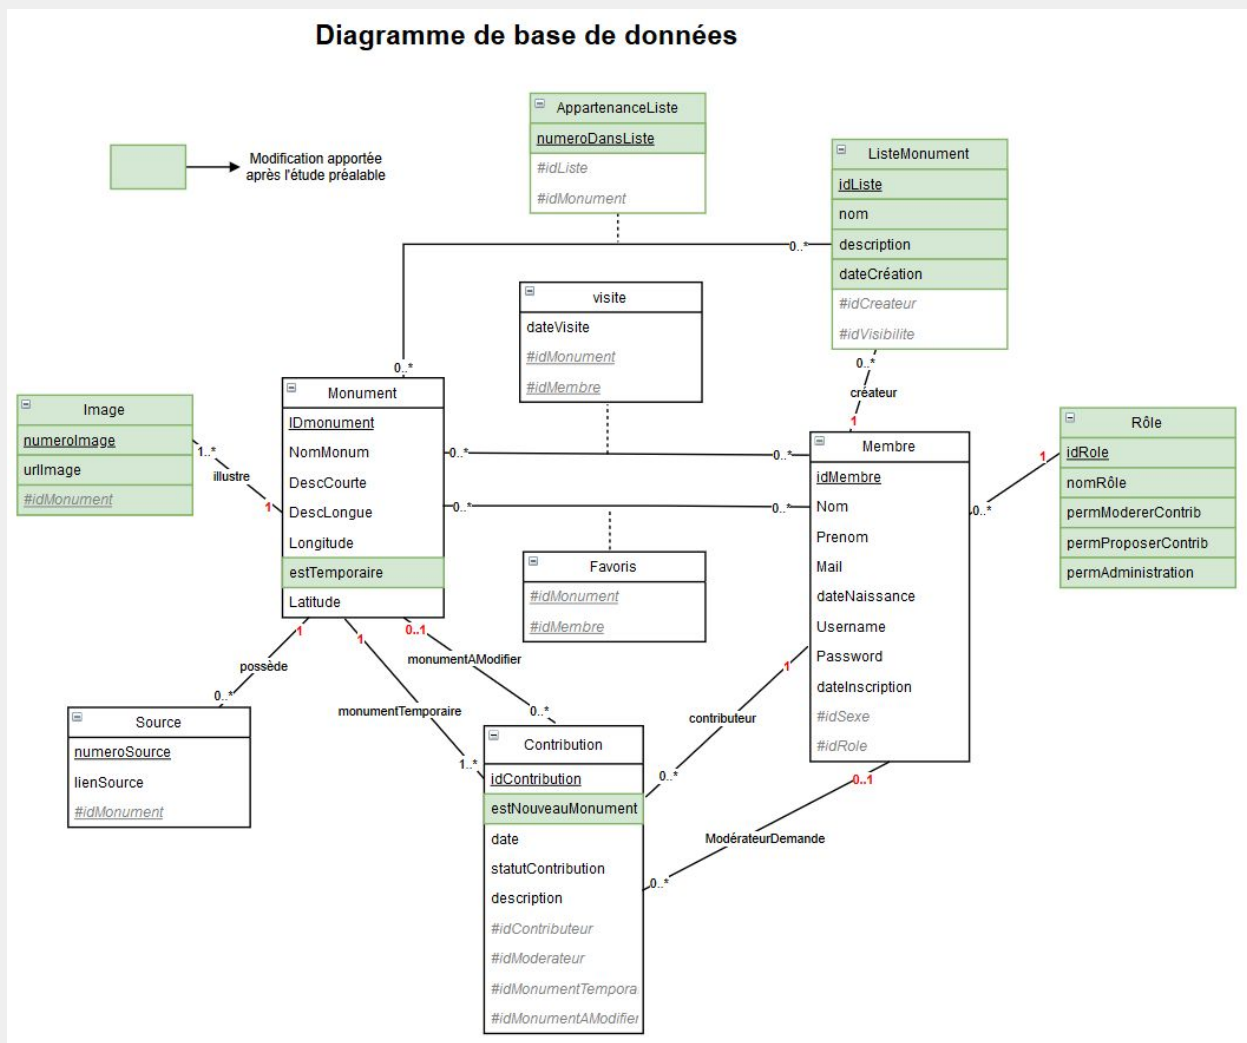 Diagramme de base de données
Modification apportée
après l'étude préalable
AppartenanceListe
numeroDansListe
#idListe
#idMonument
ListeMonument
idListe
nom
description
dateCréation
#idCreateur
#idVisibilite
0..*
0..*
visite
dateVisite
#idMonument
#idMembre
0..*
créateur
1
Image
numeroImage
urlImage
#idMonument
1..*
illustre
1
Monument
IDmonument
NomMonum
DescCourte
DescLongue
Longitude
estTemporaire
Latitude
0..*
0..*
0..*
0..*
Favoris
#idMonument
#idMembre
Membre
idMembre
Nom
Prenom
Mail
dateNaissance
Username
Password
dateInscription
#idSexe
#idRole
1
0..*
Rôle
idRole
nomRôle
permModererContrib
permProposerContrib
permAdministration
1
possède
0..*
1
monumentTemporaire
1..*
0..1
monumentAModifier
0..*
1
contributeur
0..*
0..1
ModérateurDemande
0..*
Source
numeroSource
lienSource
#idMonument
Contribution
idContribution
estNouveauMonument
date
statutContribution
description
#idContributeur
#idModerateur
#idMonumentTempora
#idMonumentAModifier